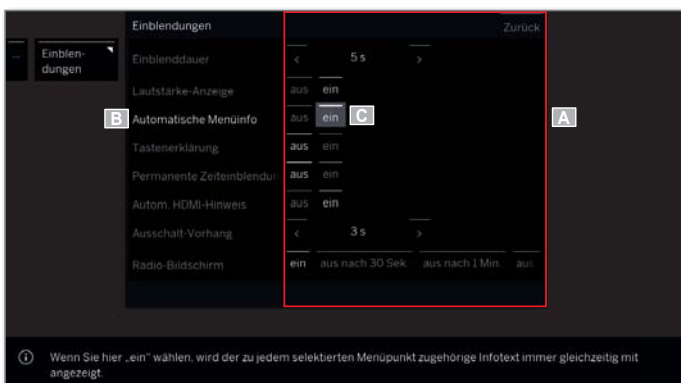 Einblendungen
Zurück
...
Einblen-
dungen
Einblenddauer
< 5 s >
Lautstärke-Anzeige
aus ein
B
Automatische Menüinfo
aus ein
C
A
Tastenerklärung
aus ein
Permanente Zeiteinblendun
aus ein
Autom. HDMI-Hinweis
aus ein
Ausschalt-Vorhang
< 3 s >
Radio-Bildschirm
ein aus nach 30 Sek. aus nach 1 Min. aus
Wenn Sie hier „ein“ wählen, wird der zu jedem selektierten Menüpunkt zugehörige Infotext immer gleichzeitig mit
angezeigt.